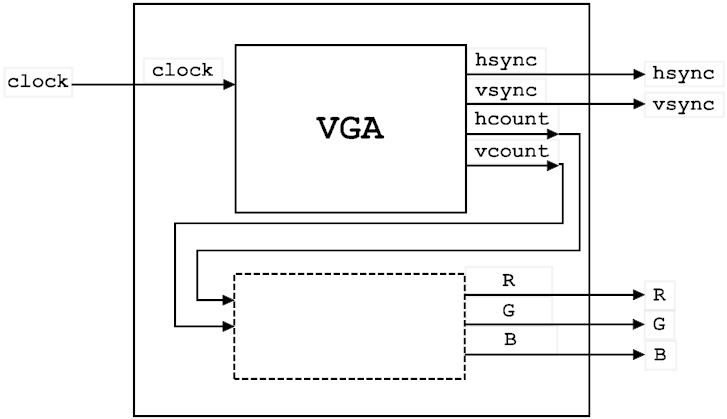 clock
clock
VGA
hsync
hsync
vsync
vsync
hcount
vcount
R
R
G
G
B
B